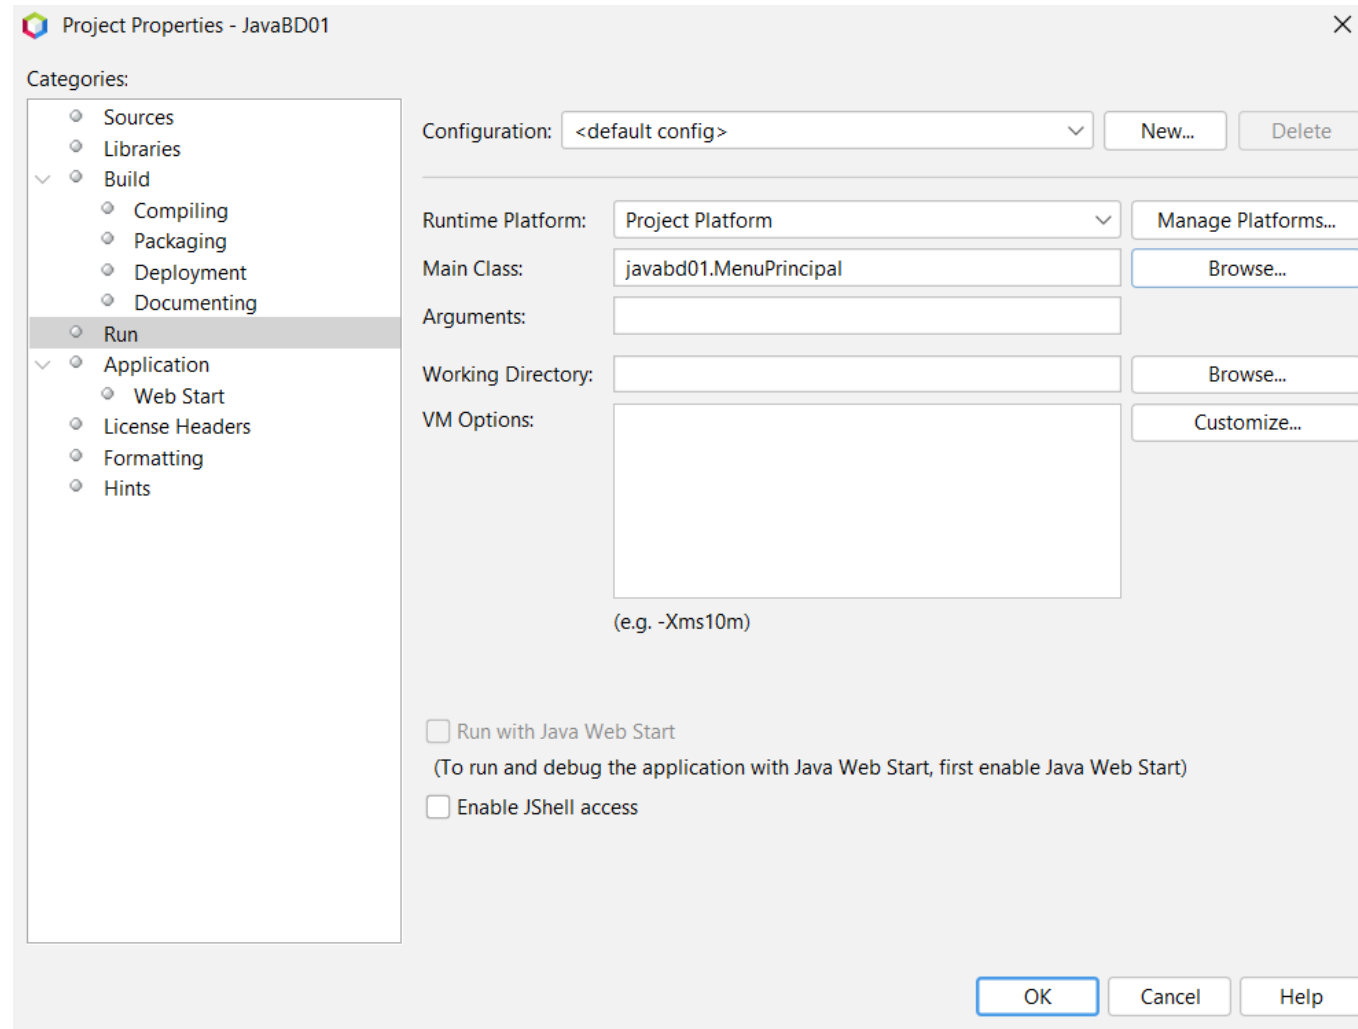 Project Properties - JavaBD01
Categories:
Sources
Libraries
Build
Compiling
Packaging
Deployment
Documenting
Run
Application
Web Start
License Headers
Formatting
Hints
Configuration: <default config> New... Delete
Runtime Platform: Project Platform Manage Platforms...
Main Class: javabd01.MenuPrincipal Browse...
Arguments:
Working Directory: Browse...
VM Options: Customize...
(e.g. -Xms10m)
Run with Java Web Start
(To run and debug the application with Java Web Start, first enable Java Web Start)
Enable JShell access
OK Cancel Help